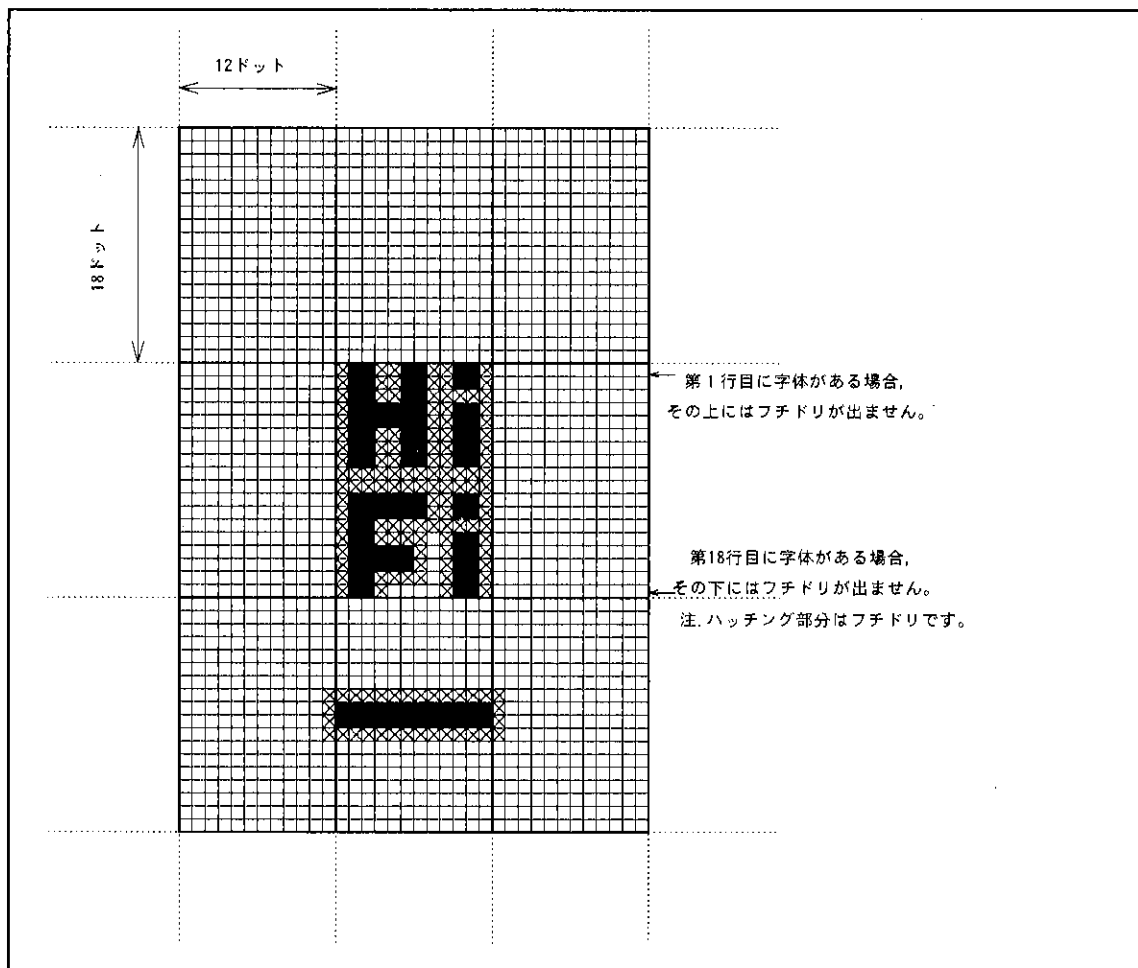 12ドット
18ドット
Hi
Fi
第1行目に字体がある場合,
その上にはフチドリが出ません。
第18行目に字体がある場合,
その下にはフチドリが出ません。
注.ハッチング部分はフチドリです。